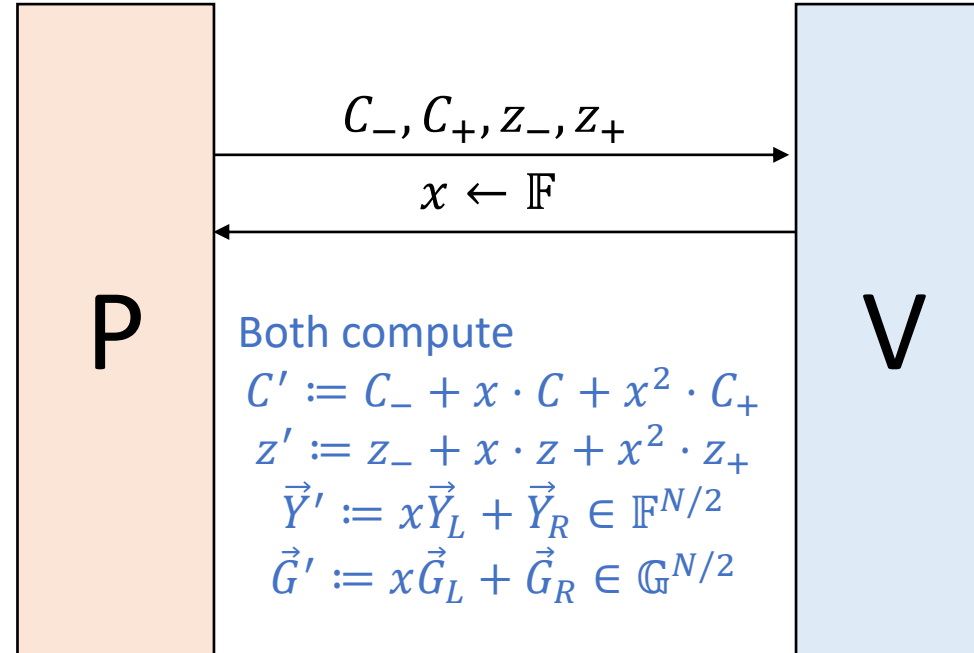 C₋, C₊, z₋, z₊
x ← 𝔽
P
V
Both compute
C′ ≔ C₋ + x · C + x² · C₊
z′ ≔ z₋ + x · z + x² · z₊
Y⃗′ ≔ xY⃗_L + Y⃗_R ∈ 𝔽^{N/2}
G⃗′ ≔ xG⃗_L + G⃗_R ∈ 𝔾^{N/2}